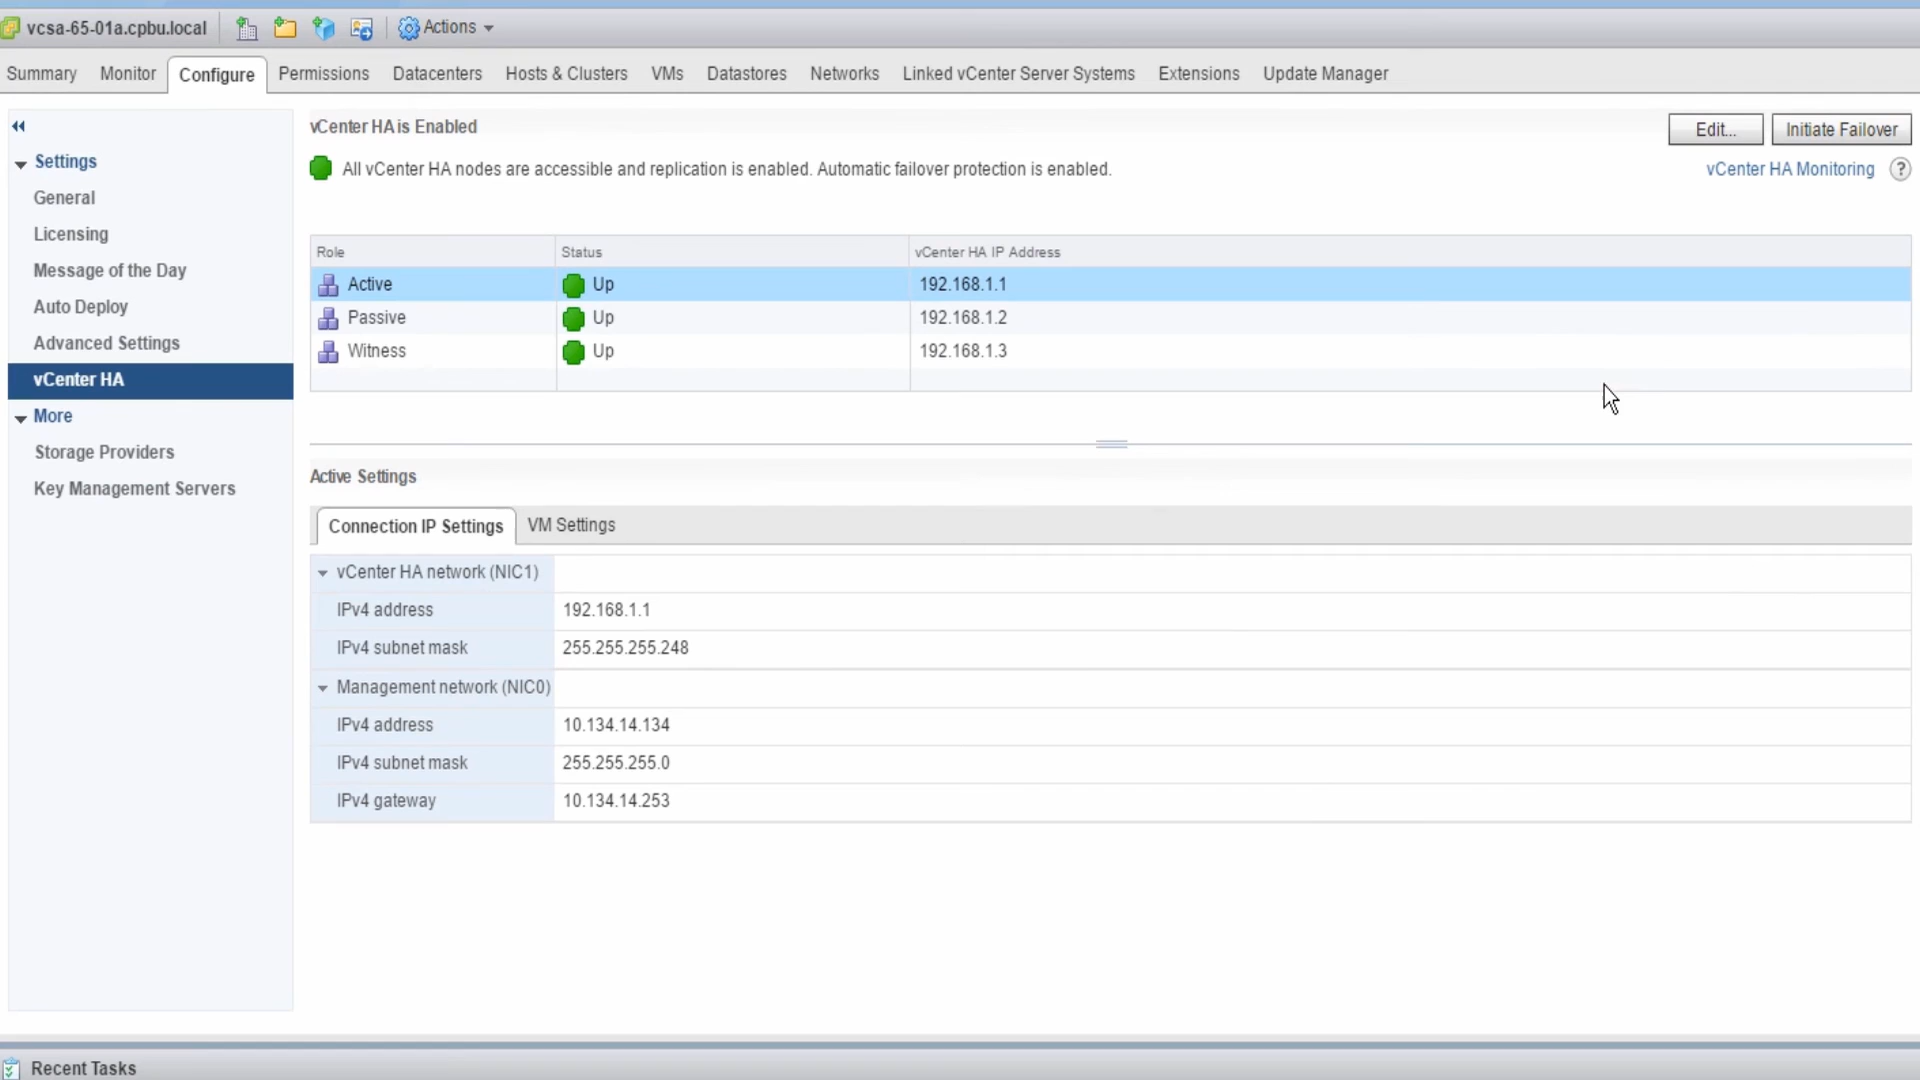 vcsa-65-01a.cpbu.local Actions
Summary Monitor Configure Permissions Datacenters Hosts & Clusters VMs Datastores Networks Linked vCenter Server Systems Extensions Update Manager
Settings
General
Licensing
Message of the Day
Auto Deploy
Advanced Settings
vCenter HA
More
Storage Providers
Key Management Servers
vCenter HA is Enabled
Edit... Initiate Failover
All vCenter HA nodes are accessible and replication is enabled. Automatic failover protection is enabled.
vCenter HA Monitoring ?
Role Status vCenter HA IP Address
Active Up 192.168.1.1
Passive Up 192.168.1.2
Witness Up 192.168.1.3
Active Settings
Connection IP Settings VM Settings
vCenter HA network (NIC1)
IPv4 address 192.168.1.1
IPv4 subnet mask 255.255.255.248
Management network (NIC0)
IPv4 address 10.134.14.134
IPv4 subnet mask 255.255.255.0
IPv4 gateway 10.134.14.253
Recent Tasks